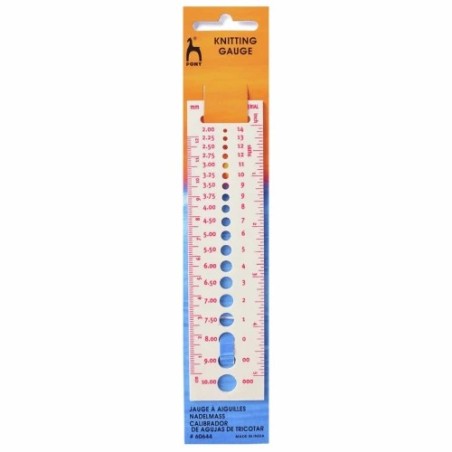 KNITTING
GAUGE
PONY
mm
2.00 14
2.25 13
2.50 12
2.75 12
3.00 11
3.25 10
3.50 9
3.75 9
4.00 8
4.50 7
5.00 6
5.50 5
6.00 4
6.50 3
7.00 2
7.50 1
8.00 0
9.00 00
10.00 000
JAUGE À AIGUILLES
NADELMASS
CALIBRADOR
DE AGUJAS DE TRICOTAR
# 60645 MADE IN INDIA